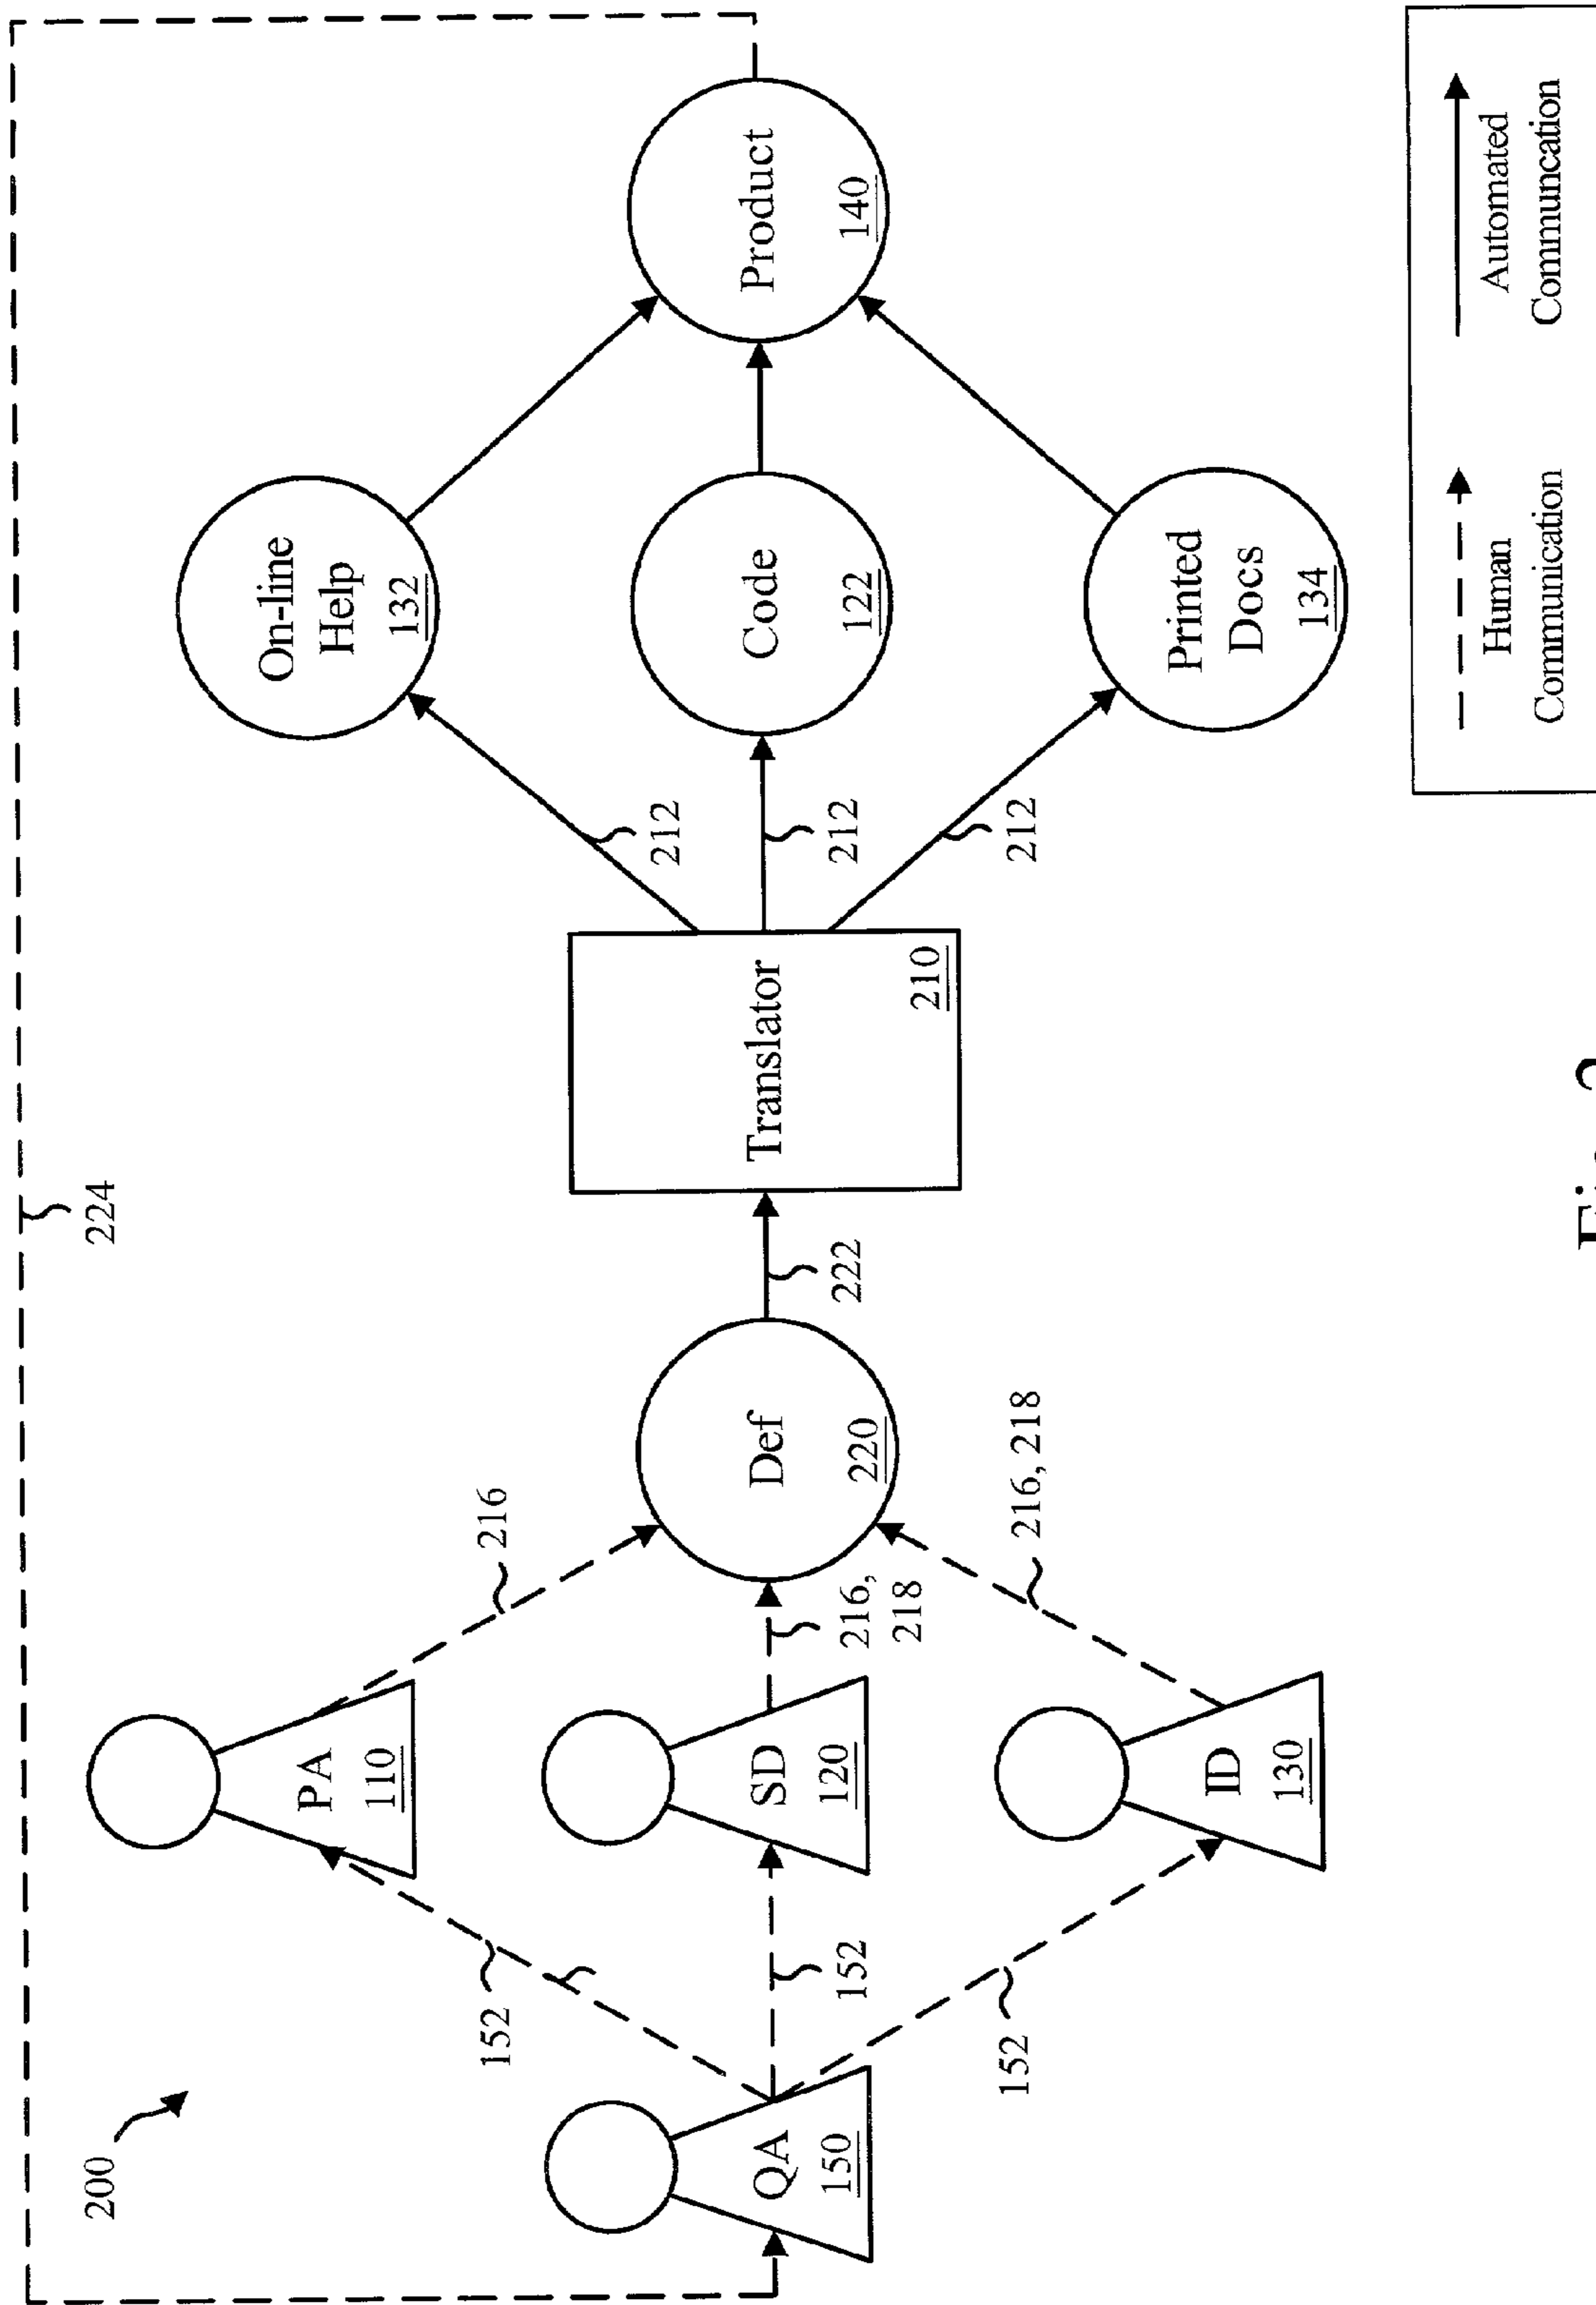 200
224
QA
150
152
152
152
PA
110
SD
120
ID
130
216
216,
218
216, 218
Def
220
222
Translator
210
212
212
212
On-line
Help
132
Code
122
Printed
Docs
134
Product
140
Human
Communication
Automated
Communcation